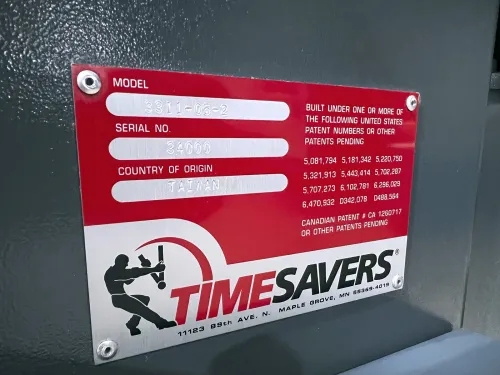 MODEL
SERIAL NO.
24000
COUNTRY OF ORIGIN
TAIWAN
BUILT UNDER ONE OR MORE OF
THE FOLLOWING UNITED STATES
PATENT NUMBERS OR OTHER
PATENTS PENDING
5,081,794 5,181,342 5,220,750
5,321,913 5,443,414 5,702,287
5,707,273 6,102,781 6,296,029
6,470,932 D342,078 D488,564
CANADIAN PATENT # CA 1260717
OR OTHER PATENTS PENDING
TIMESAVERS®
11123 89th AVE. N. MAPLE GROVE, MN 55369-4019